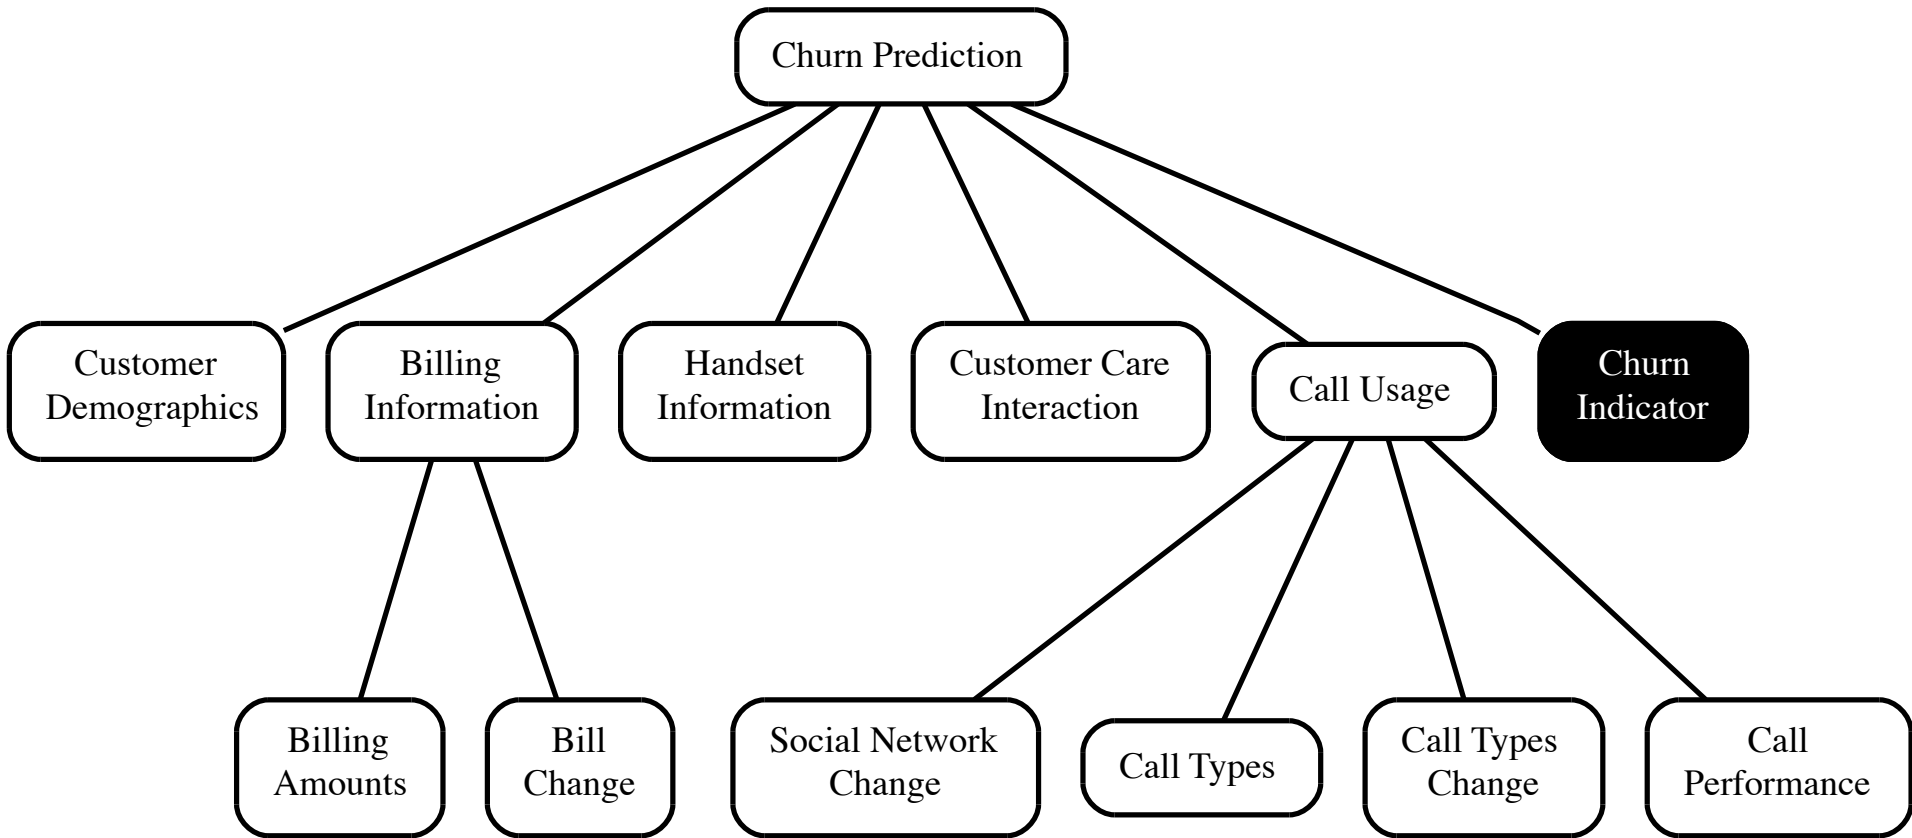 Churn Prediction
Customer
Demographics
Billing
Information
Handset
Information
Customer Care
Interaction
Call Usage
Churn
Indicator
Billing
Amounts
Bill
Change
Social Network
Change
Call Types
Call Types
Change
Call
Performance